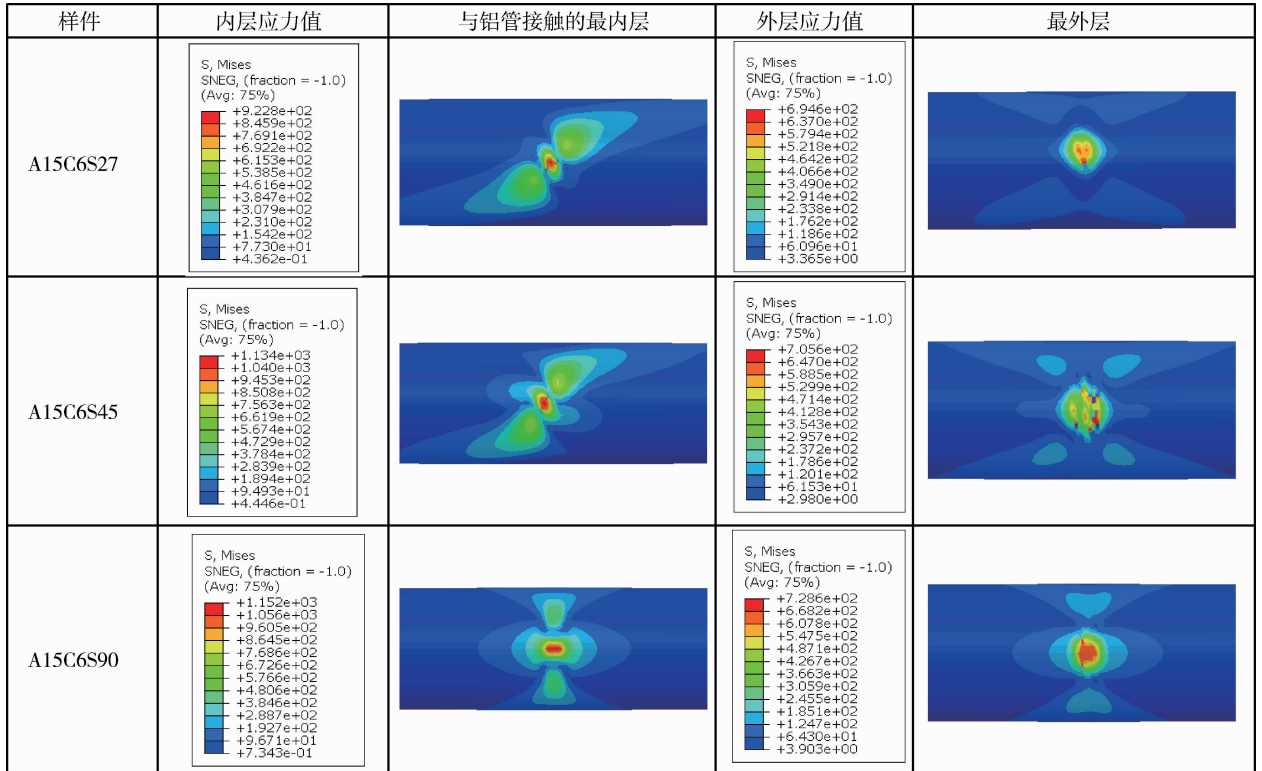 样件 内层应力值 与铝管接触的最内层 外层应力值 最外层
A15C6S27
S, Mises
SNEG, (fraction = -1.0)
(Avg: 75%)
+9.228e+02
+8.459e+02
+7.691e+02
+6.922e+02
+6.153e+02
+5.385e+02
+4.616e+02
+3.847e+02
+3.079e+02
+2.310e+02
+1.542e+02
+7.730e+01
+4.362e-01
S, Mises
SNEG, (fraction = -1.0)
(Avg: 75%)
+6.946e+02
+6.370e+02
+5.794e+02
+5.218e+02
+4.642e+02
+4.066e+02
+3.490e+02
+2.914e+02
+2.338e+02
+1.762e+02
+1.186e+02
+6.096e+01
+3.365e+00
A15C6S45
S, Mises
SNEG, (fraction = -1.0)
(Avg: 75%)
+1.134e+03
+1.040e+03
+9.453e+02
+8.508e+02
+7.563e+02
+6.619e+02
+5.674e+02
+4.729e+02
+3.784e+02
+2.839e+02
+1.894e+02
+9.493e+01
+4.446e-01
S, Mises
SNEG, (fraction = -1.0)
(Avg: 75%)
+7.056e+02
+6.470e+02
+5.885e+02
+5.299e+02
+4.714e+02
+4.128e+02
+3.543e+02
+2.957e+02
+2.372e+02
+1.786e+02
+1.201e+02
+6.153e+01
+2.980e+00
A15C6S90
S, Mises
SNEG, (fraction = -1.0)
(Avg: 75%)
+1.152e+03
+1.056e+03
+9.605e+02
+8.645e+02
+7.686e+02
+6.726e+02
+5.766e+02
+4.806e+02
+3.846e+02
+2.887e+02
+1.927e+02
+9.671e+01
+7.343e-01
S, Mises
SNEG, (fraction = -1.0)
(Avg: 75%)
+7.286e+02
+6.682e+02
+6.078e+02
+5.475e+02
+4.871e+02
+4.267e+02
+3.663e+02
+3.059e+02
+2.455e+02
+1.851e+02
+1.247e+02
+6.430e+01
+3.903e+00